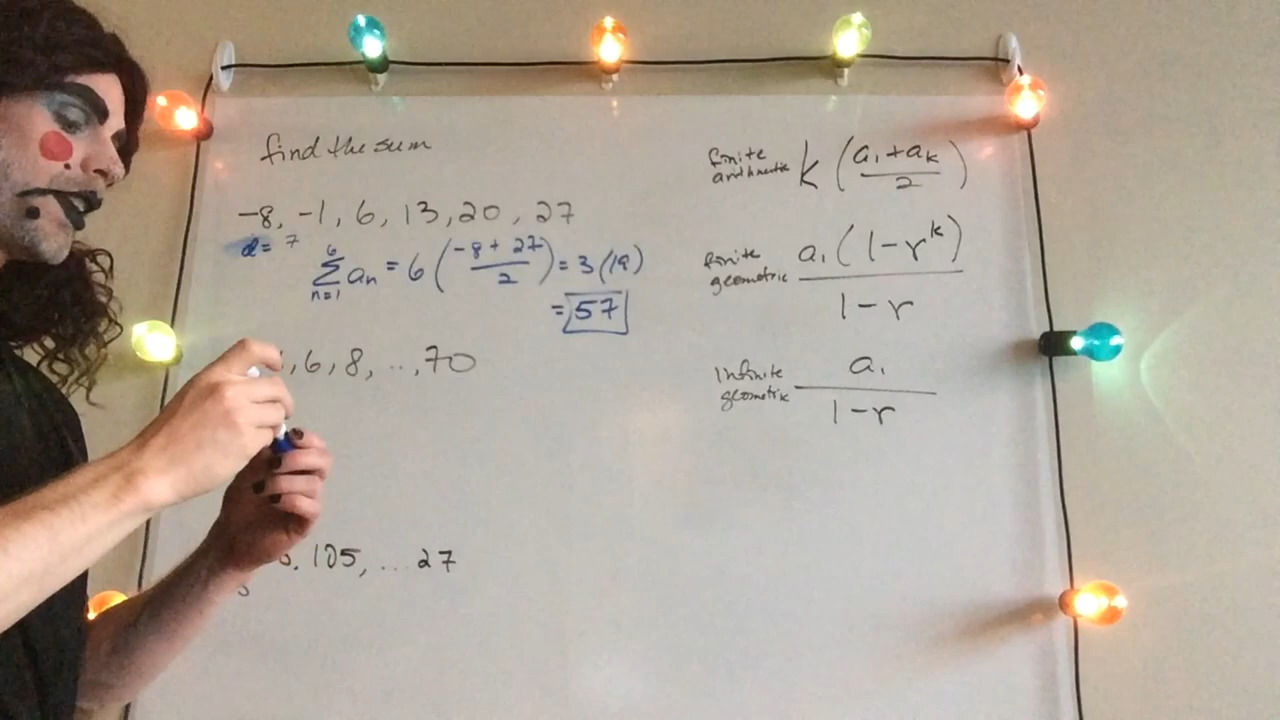 find the sum
-8, -1, 6, 13, 20, 27
d = 7
6
∑ aₙ = 6 ( (-8 + 27) / 2 ) = 3 (19)
n=1
= 57
, 6, 8, ..., 70
105, ... 27
finite arithmetic k ( (a₁ + aₖ) / 2 )
finite geometric a₁ ( 1 - rᵏ ) / 1 - r
infinite geometric a₁ / 1 - r